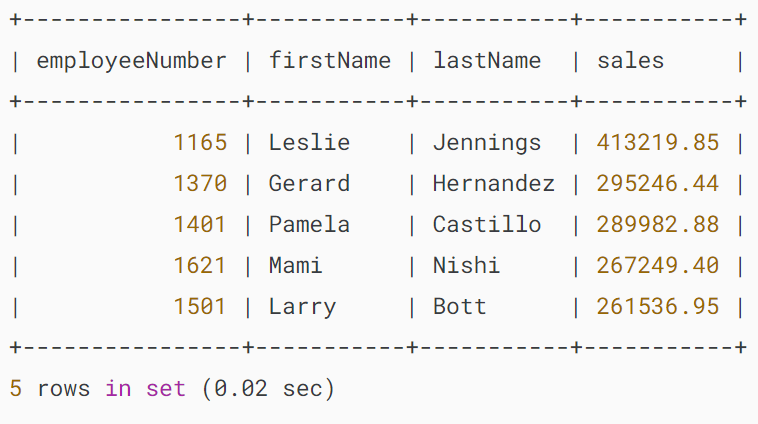 +----------------+-----------+-----------+-----------+
| employeeNumber | firstName | lastName  | sales     |
+----------------+-----------+-----------+-----------+
|           1165 | Leslie    | Jennings  | 413219.85 |
|           1370 | Gerard    | Hernandez | 295246.44 |
|           1401 | Pamela    | Castillo  | 289982.88 |
|           1621 | Mami      | Nishi     | 267249.40 |
|           1501 | Larry     | Bott      | 261536.95 |
+----------------+-----------+-----------+-----------+
5 rows in set (0.02 sec)